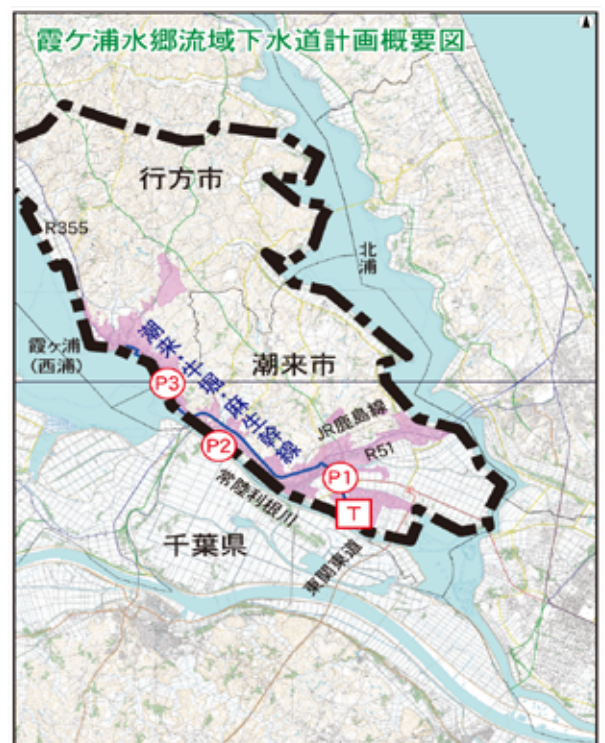 霞ケ浦水郷流域下水道計画概要図
行方市
R355
北浦
霞ヶ浦
(西浦)
潮来・牛堀・麻生幹線
潮来市
P3
JR鹿島線
P2
R51
P1
常陸利根川
T
千葉県
東関東道